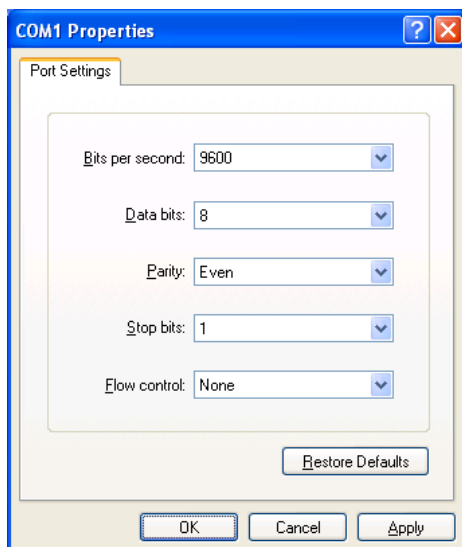 COM1 Properties
Port Settings
Bits per second: 9600
Data bits: 8
Parity: Even
Stop bits: 1
Flow control: None
Restore Defaults
OK Cancel Apply